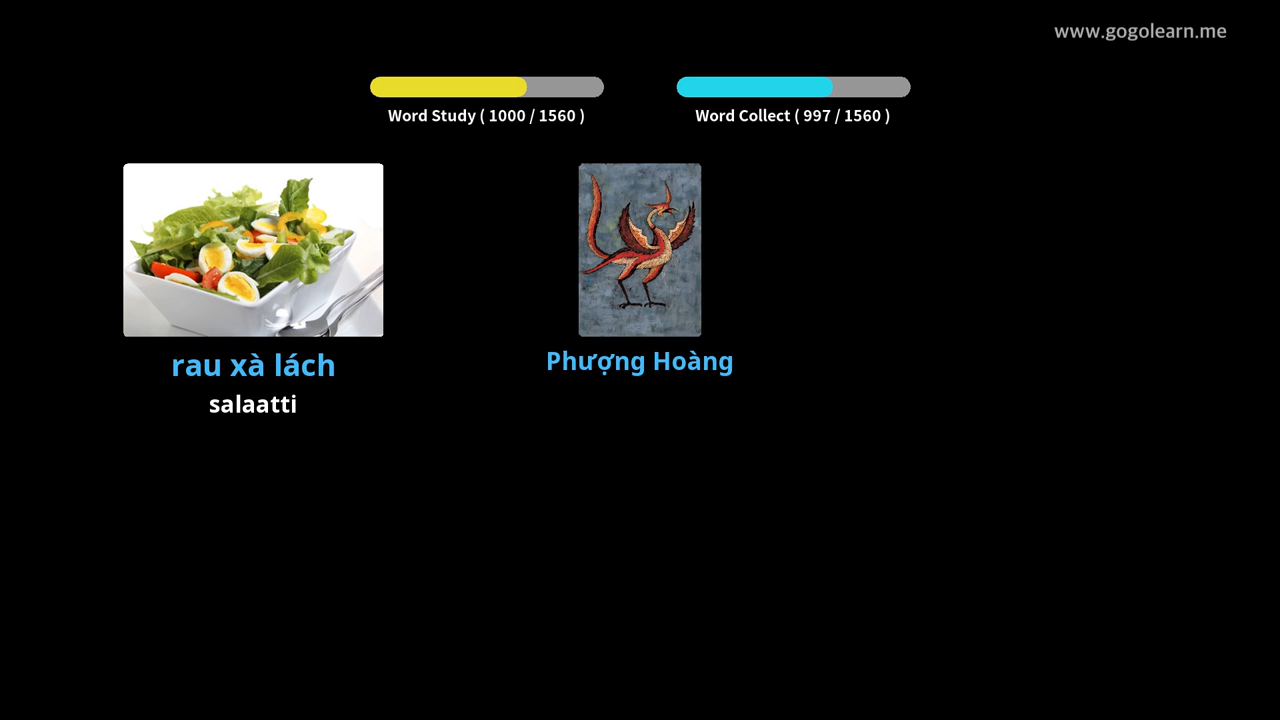 www.gogolearn.me
Word Study ( 1000 / 1560 )
Word Collect ( 997 / 1560 )
rau xà lách
salaatti
Phượng Hoàng